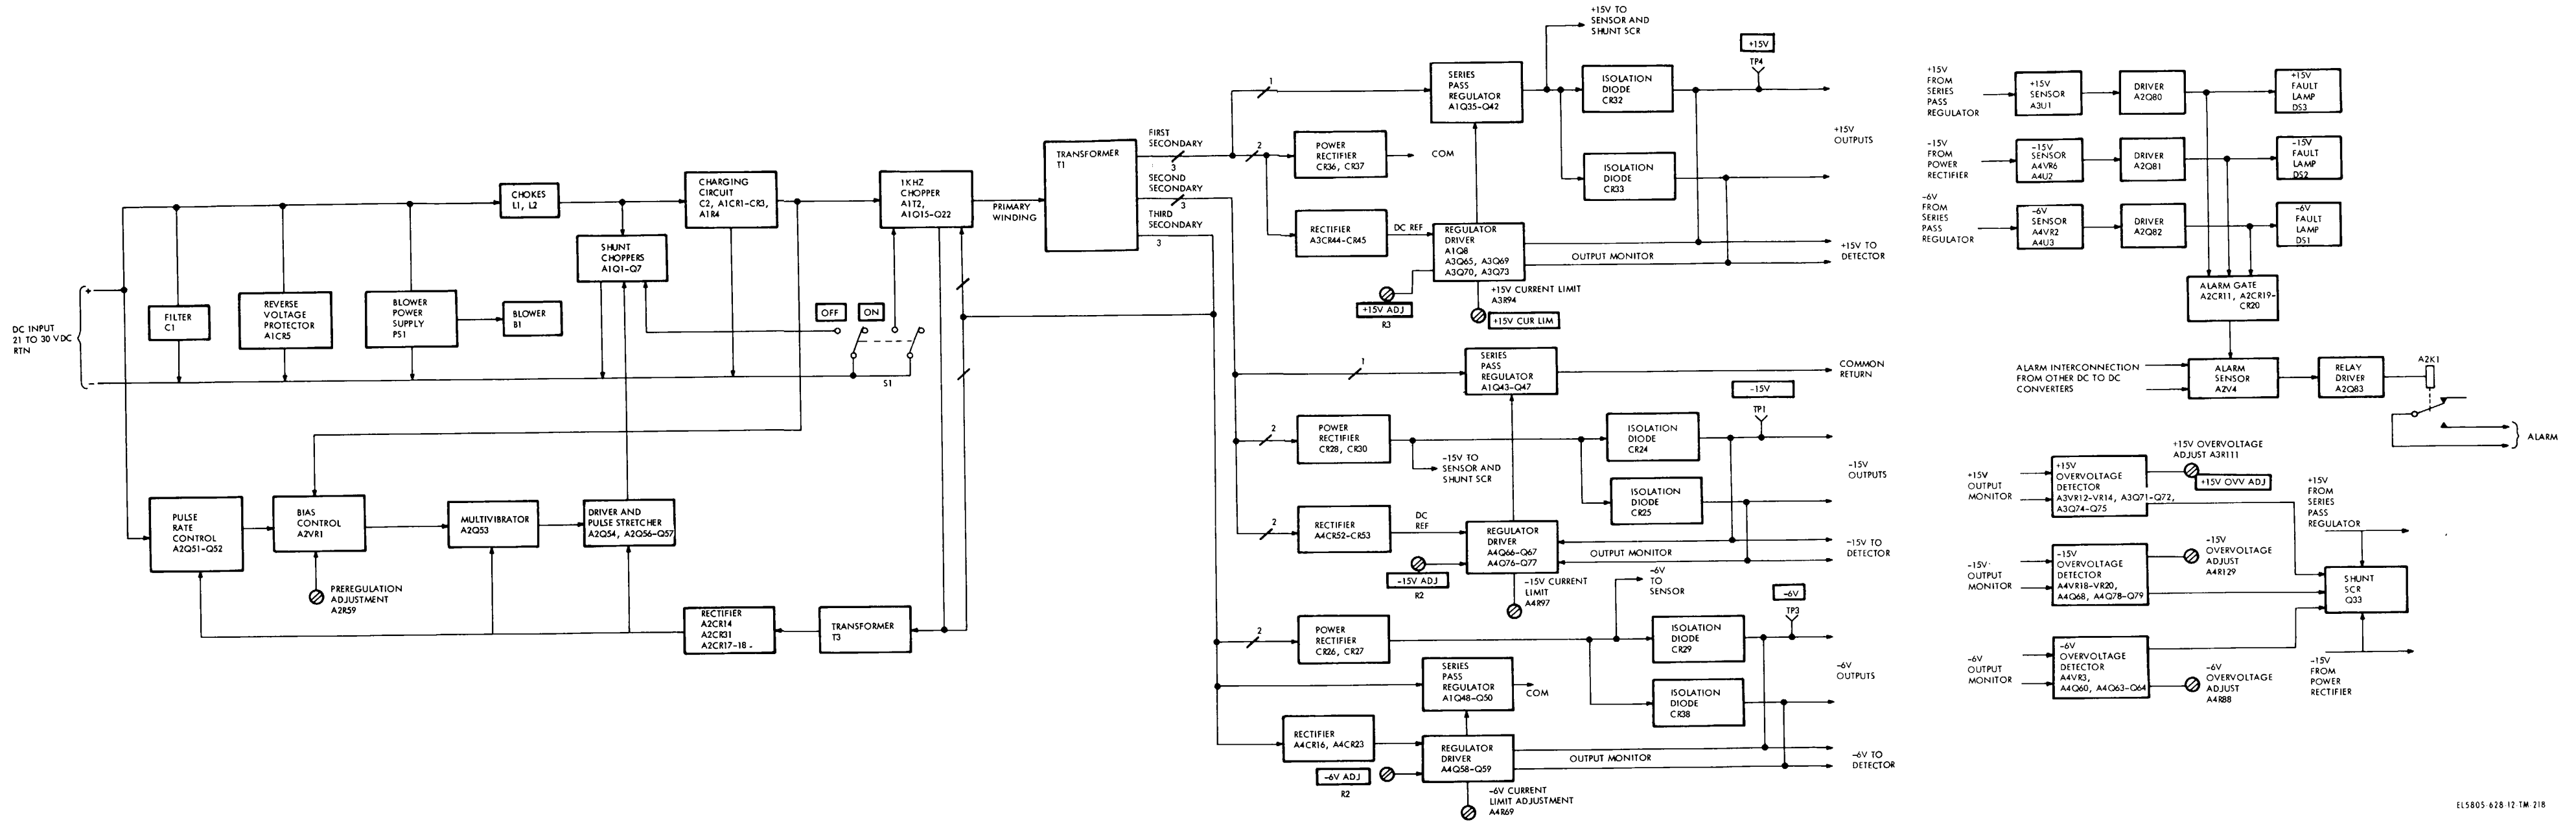 DC INPUT
21 TO 30 VDC
RTN
+
-
FILTER
C1
REVERSE
VOLTAGE
PROTECTOR
A1CR5
BLOWER
POWER
SUPPLY
PS1
BLOWER
B1
CHOKES
L1, L2
SHUNT
CHOPPERS
A1Q1-Q7
CHARGING
CIRCUIT
C2, A1CR1-CR3,
A1R4
OFF
ON
S1
1KHZ
CHOPPER
A1T2,
A1Q15-Q22
PRIMARY
WINDING
PULSE
RATE
CONTROL
A2Q51-Q52
BIAS
CONTROL
A2VR1
PREREGULATION
ADJUSTMENT
A2R59
MULTIVIBRATOR
A2Q53
DRIVER AND
PULSE STRETCHER
A2Q54, A2Q56-Q57
RECTIFIER
A2CR14
A2CR31
A2CR17-18
TRANSFORMER
T3
TRANSFORMER
T1
FIRST
SECONDARY
3
SECOND
SECONDARY
3
THIRD
SECONDARY
3
1
2
POWER
RECTIFIER
CR36, CR37
COM
RECTIFIER
A3CR44-CR45
DC REF
SERIES
PASS
REGULATOR
A1Q35-Q42
+15V TO
SENSOR AND
SHUNT SCR
ISOLATION
DIODE
CR32
+15V
TP4
ISOLATION
DIODE
CR33
+15V
OUTPUTS
REGULATOR
DRIVER
A1Q8
A3Q65, A3Q69
A3Q70, A3Q73
OUTPUT MONITOR
+15V TO
DETECTOR
+15V ADJ
R3
+15V CURRENT LIMIT
A3R94
+15V CUR LIM
1
SERIES
PASS
REGULATOR
A1Q43-Q47
COMMON
RETURN
2
POWER
RECTIFIER
CR28, CR30
-15V TO
SENSOR AND
SHUNT SCR
ISOLATION
DIODE
CR24
-15V
TP1
ISOLATION
DIODE
CR25
-15V
OUTPUTS
2
RECTIFIER
A4CR52-CR53
DC
REF
REGULATOR
DRIVER
A4Q66-Q67
A4Q76-Q77
OUTPUT MONITOR
-15V TO
DETECTOR
-15V ADJ
R2
-15V CURRENT
LIMIT
A4R97
2
POWER
RECTIFIER
CR26, CR27
-6V
TO
SENSOR
ISOLATION
DIODE
CR29
-6V
TP3
SERIES
PASS
REGULATOR
A1Q48-Q50
COM
ISOLATION
DIODE
CR38
-6V
OUTPUTS
RECTIFIER
A4CR16, A4CR23
REGULATOR
DRIVER
A4Q58-Q59
OUTPUT MONITOR
-6V TO
DETECTOR
-6V ADJ
R2
-6V CURRENT
LIMIT ADJUSTMENT
A4R69
+15V
FROM
SERIES
PASS
REGULATOR
+15V
SENSOR
A3U1
DRIVER
A2Q80
+15V
FAULT
LAMP
DS3
-15V
FROM
POWER
RECTIFIER
-15V
SENSOR
A4VR6
A4U2
DRIVER
A2Q81
-15V
FAULT
LAMP
DS2
-6V
FROM
SERIES
PASS
REGULATOR
-6V
SENSOR
A4VR2
A4U3
DRIVER
A2Q82
-6V
FAULT
LAMP
DS1
ALARM GATE
A2CR11, A2CR19-
CR20
ALARM INTERCONNECTION
FROM OTHER DC TO DC
CONVERTERS
ALARM
SENSOR
A2V4
RELAY
DRIVER
A2Q83
A2K1
ALARM
+15V
OUTPUT
MONITOR
+15V
OVERVOLTAGE
DETECTOR
A3VR12-VR14, A3Q71-Q72,
A3Q74-Q75
+15V OVERVOLTAGE
ADJUST A3R111
+15V OVV ADJ
-15V
OUTPUT
MONITOR
-15V
OVERVOLTAGE
DETECTOR
A4VR18-VR20,
A4Q68, A4Q78-Q79
-15V
OVERVOLTAGE
ADJUST
A4R129
-6V
OUTPUT
MONITOR
-6V
OVERVOLTAGE
DETECTOR
A4VR3,
A4Q60, A4Q63-Q64
-6V
OVERVOLTAGE
ADJUST
A4R88
+15V
FROM
SERIES
PASS
REGULATOR
SHUNT
SCR
Q33
-15V
FROM
POWER
RECTIFIER
EL5805-628-12-TM-218